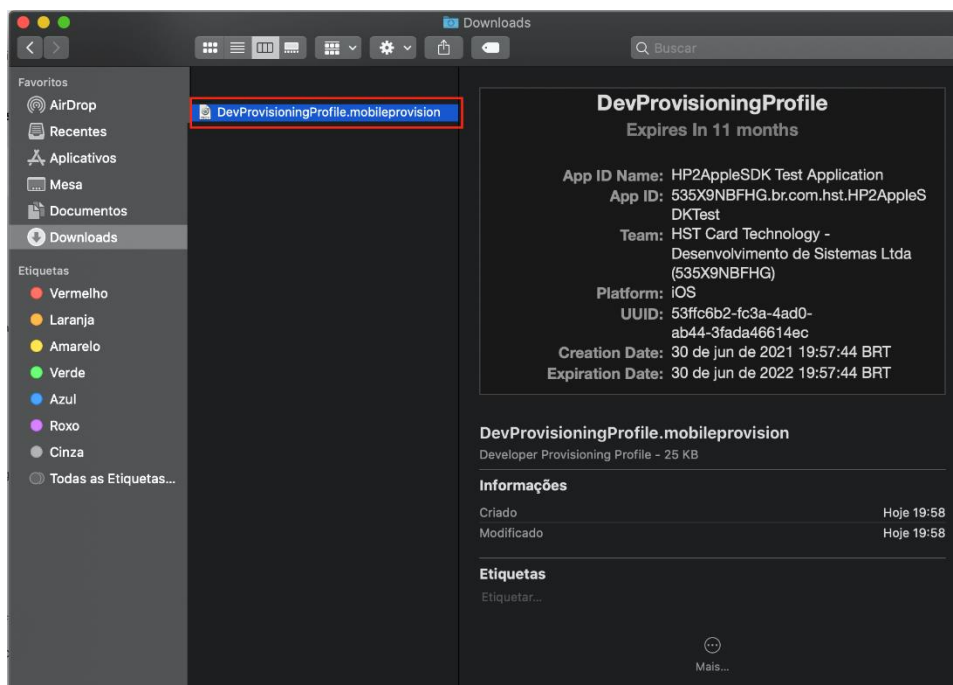 Downloads
Buscar
Favoritos
AirDrop
Recentes
Aplicativos
Mesa
Documentos
Downloads
Etiquetas
Vermelho
Laranja
Amarelo
Verde
Azul
Roxo
Cinza
Todas as Etiquetas...
DevProvisioningProfile.mobileprovision
DevProvisioningProfile
Expires In 11 months
App ID Name: HP2AppleSDK Test Application
App ID: 535X9NBFHG.br.com.hst.HP2AppleS
DKTest
Team: HST Card Technology -
Desenvolvimento de Sistemas Ltda
(535X9NBFHG)
Platform: iOS
UUID: 53ffc6b2-fc3a-4ad0-
ab44-3fada46614ec
Creation Date: 30 de jun de 2021 19:57:44 BRT
Expiration Date: 30 de jun de 2022 19:57:44 BRT
DevProvisioningProfile.mobileprovision
Developer Provisioning Profile - 25 KB
Informações
Criado Hoje 19:58
Modificado Hoje 19:58
Etiquetas
Etiquetar...
Mais...